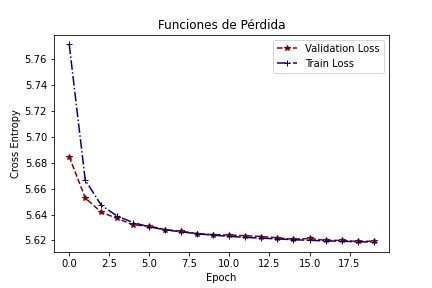 Funciones de Pérdida
Validation Loss
Train Loss
5.76
5.74
5.72
5.70
5.68
5.66
5.64
5.62
Cross Entropy
0.0 2.5 5.0 7.5 10.0 12.5 15.0 17.5
Epoch